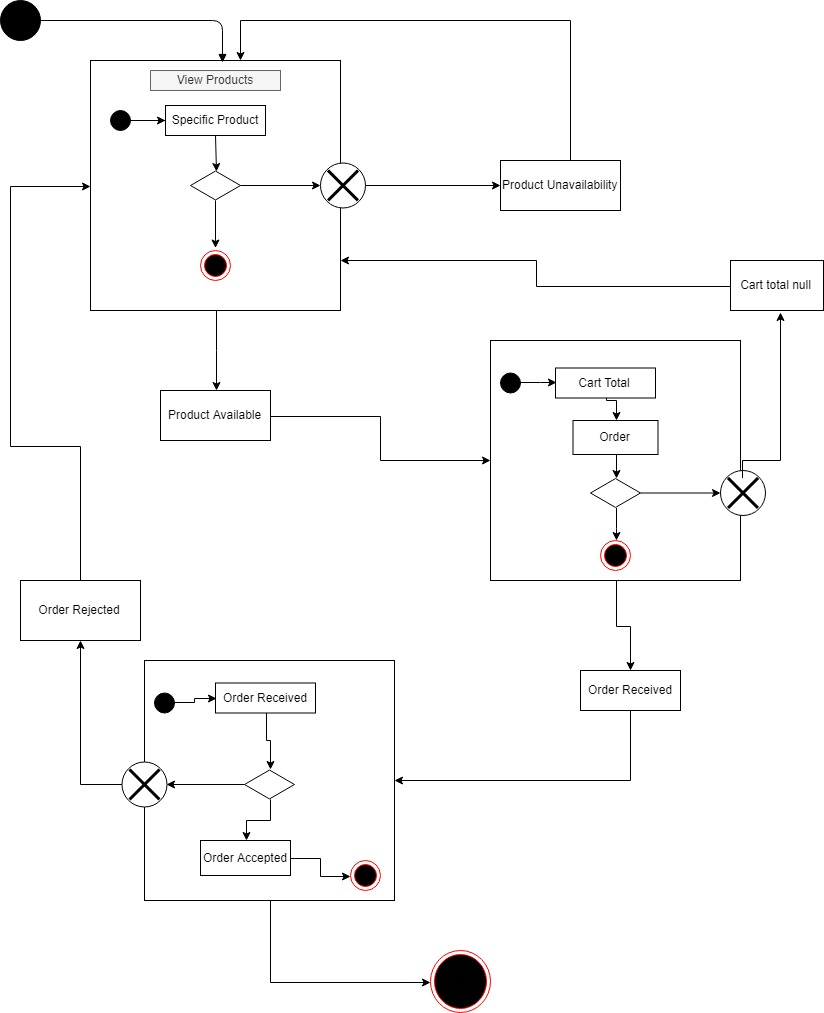 View Products
Specific Product
Product Unavailability
Cart total null
Cart Total
Product Available
Order
Order Rejected
Order Received
Order Received
Order Accepted